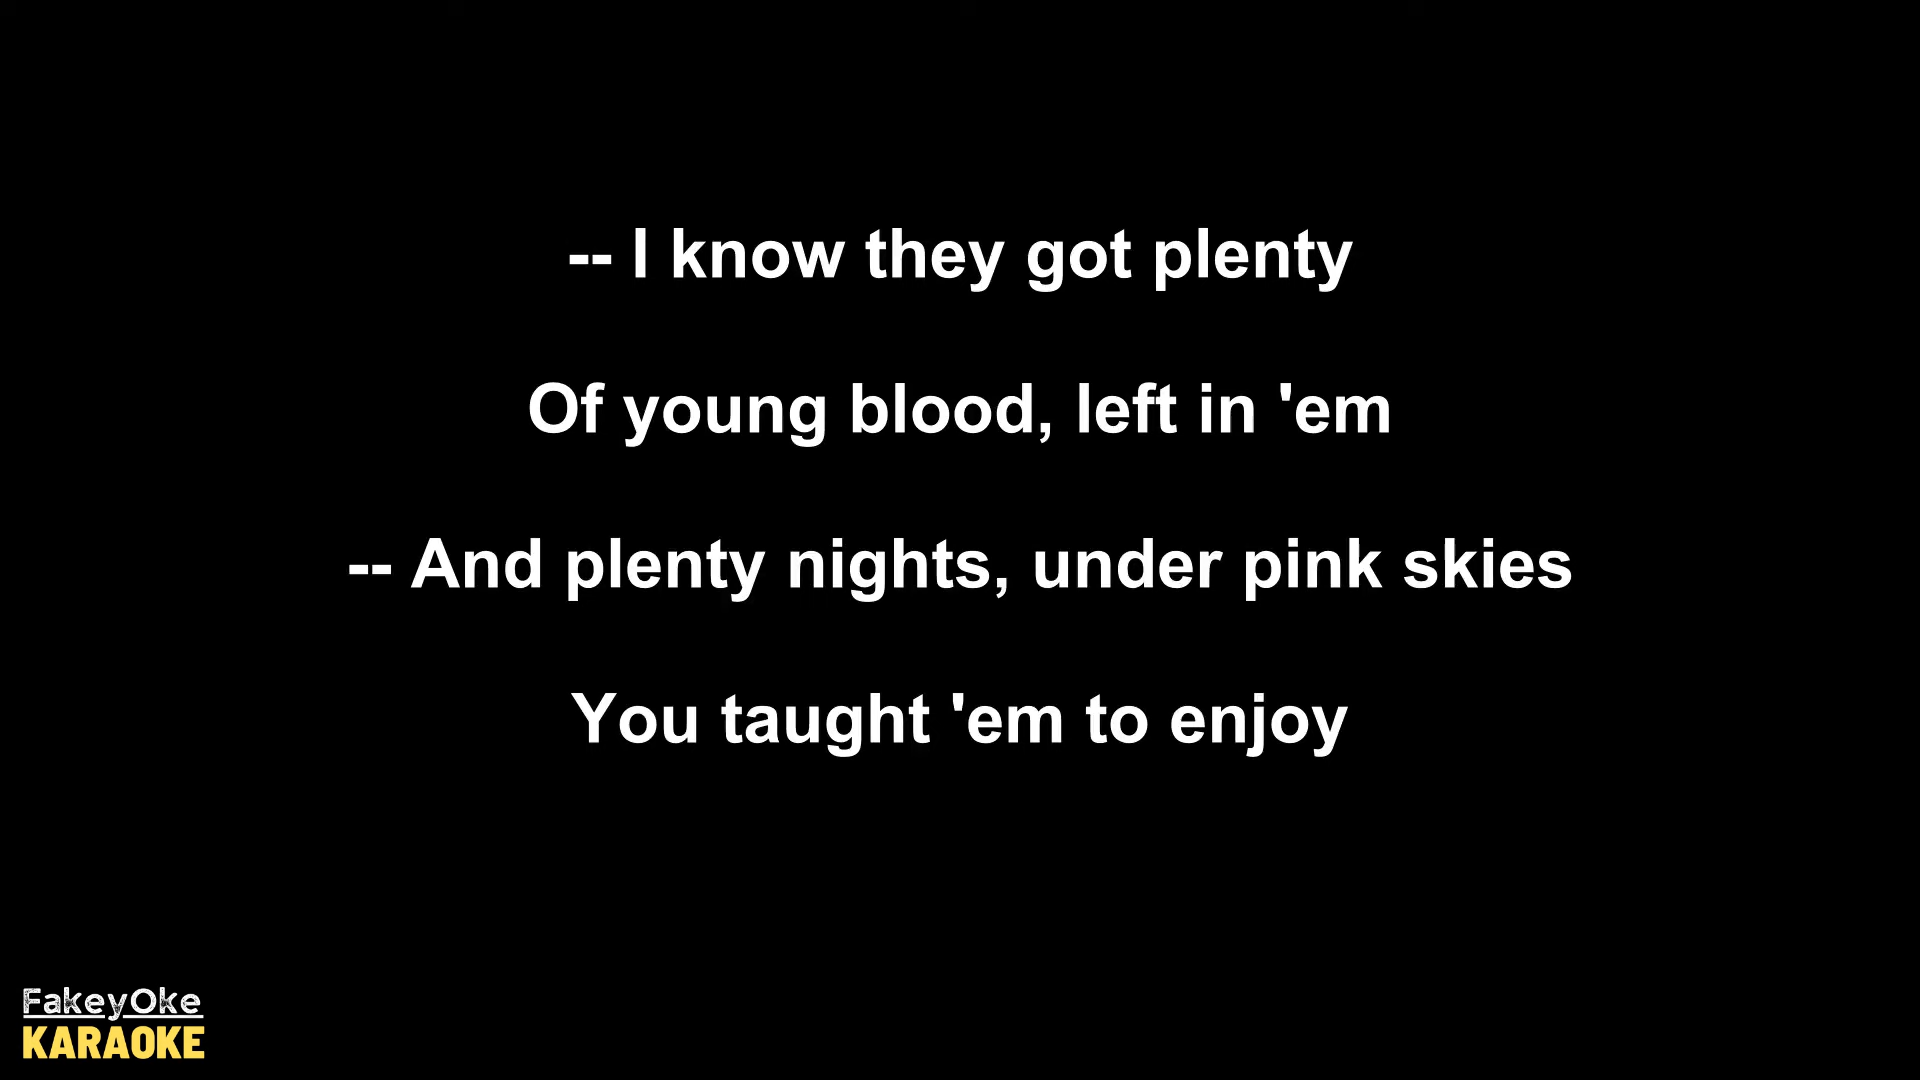 -- I know they got plenty
Of young blood, left in 'em
-- And plenty nights, under pink skies
You taught 'em to enjoy
FakeyOke
KARAOKE